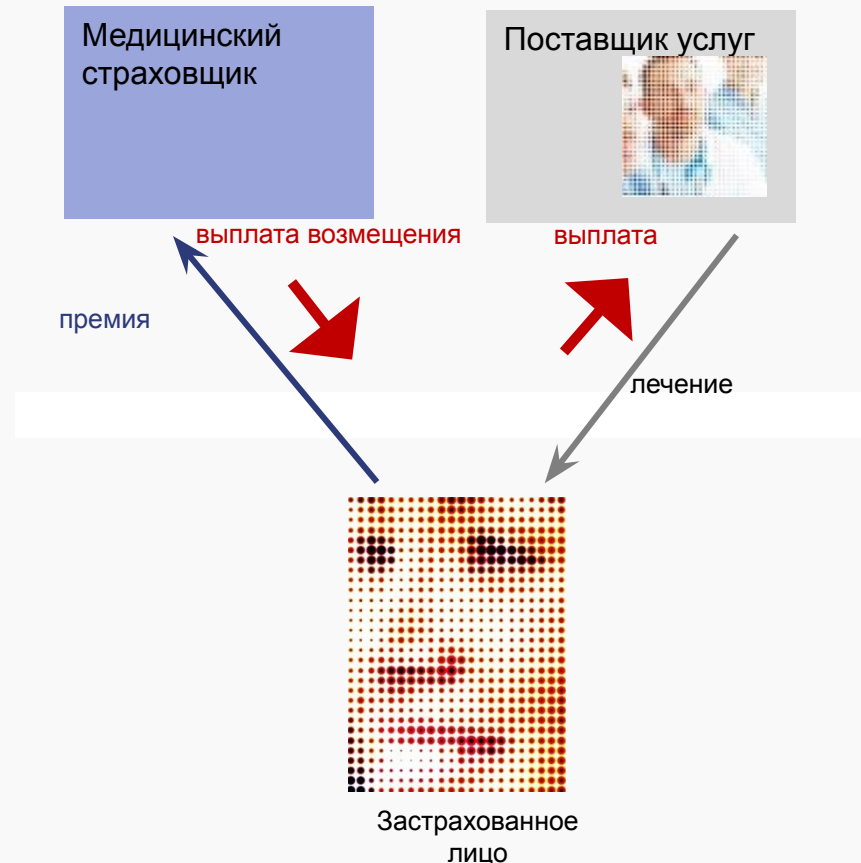 Медицинский
страховщик
Поставщик услуг
выплата возмещения
выплата
премия
лечение
Застрахованное
лицо